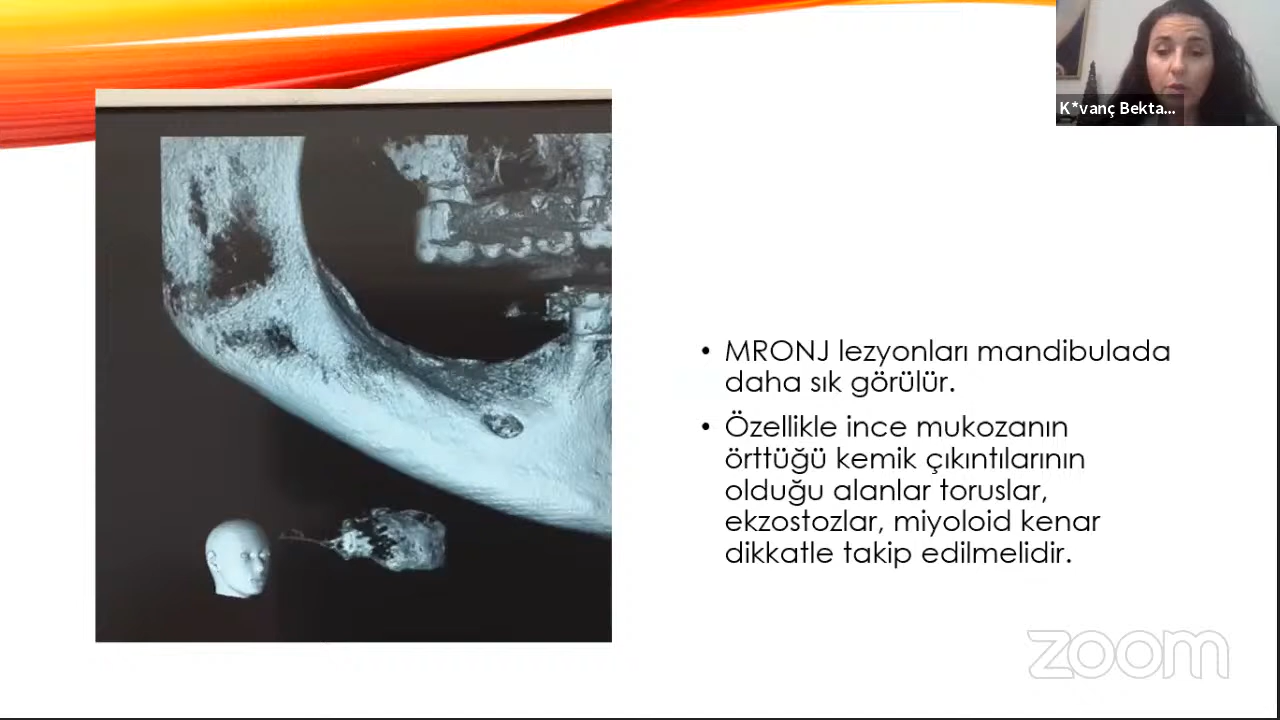 K*vanç Bekta...
• MRONJ lezyonları mandibulada
daha sık görülür.
• Özellikle ince mukozanın
örttüğü kemik çıkıntılarının
olduğu alanlar toruslar,
ekzostozlar, miyoloid kenar
dikkatle takip edilmelidir.
zoom